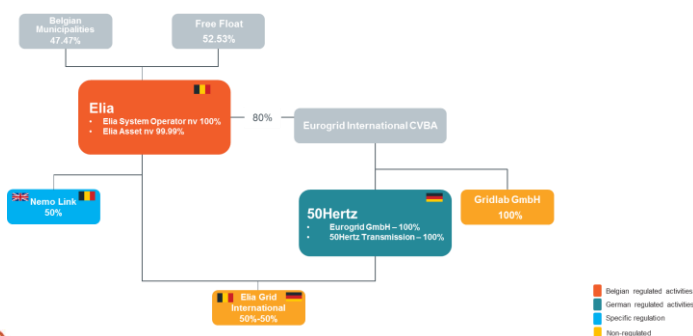 Belgian
Municipalities
47.47%
Free Float
52.53%
Elia
• Elia System Operator nv 100%
• Elia Asset nv 99.99%
80%
Eurogrid International CVBA
Nemo Link
50%
50Hertz
• Eurogrid GmbH – 100%
• 50Hertz Transmission – 100%
Gridlab GmbH
100%
Elia Grid
International
50%-50%
Belgian regulated activities
German regulated activities
Specific regulation
Non-regulated